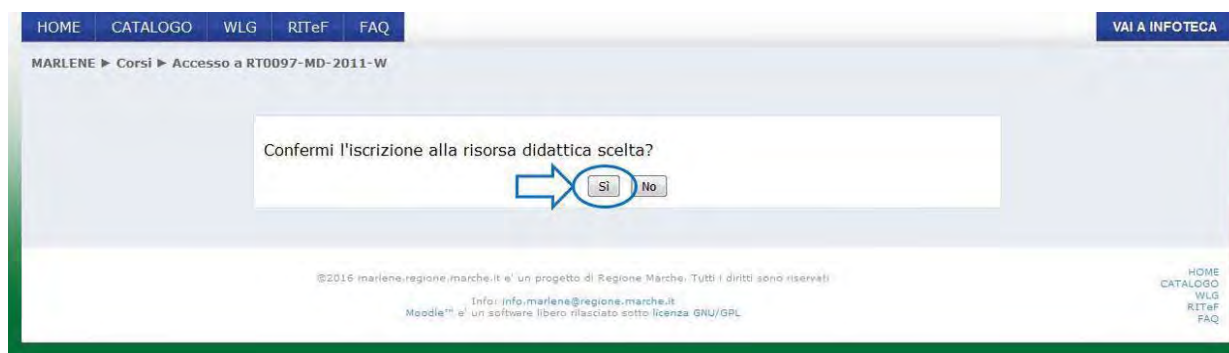 HOME CATALOGO WLG RITeF FAQ VAI A INFOTECA
MARLENE ► Corsi ► Accesso a RT0097-MD-2011-W
Confermi l'iscrizione alla risorsa didattica scelta?
Sì No
©2016 marlene.regione.marche.it e' un progetto di Regione Marche. Tutti i diritti sono riservati
Info: info.marlene@regione.marche.it
Moodle™ e' un software libero rilasciato sotto licenza GNU/GPL
HOME
CATALOGO
WLG
RITeF
FAQ